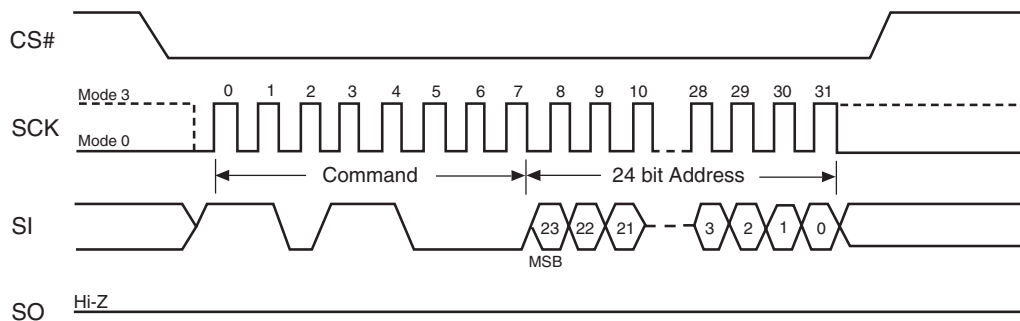 CS#
Mode 3
0 1 2 3 4 5 6 7 8 9 10 28 29 30 31
SCK
Mode 0
Command 24 bit Address
SI
23 22 21 3 2 1 0
MSB
Hi-Z
SO